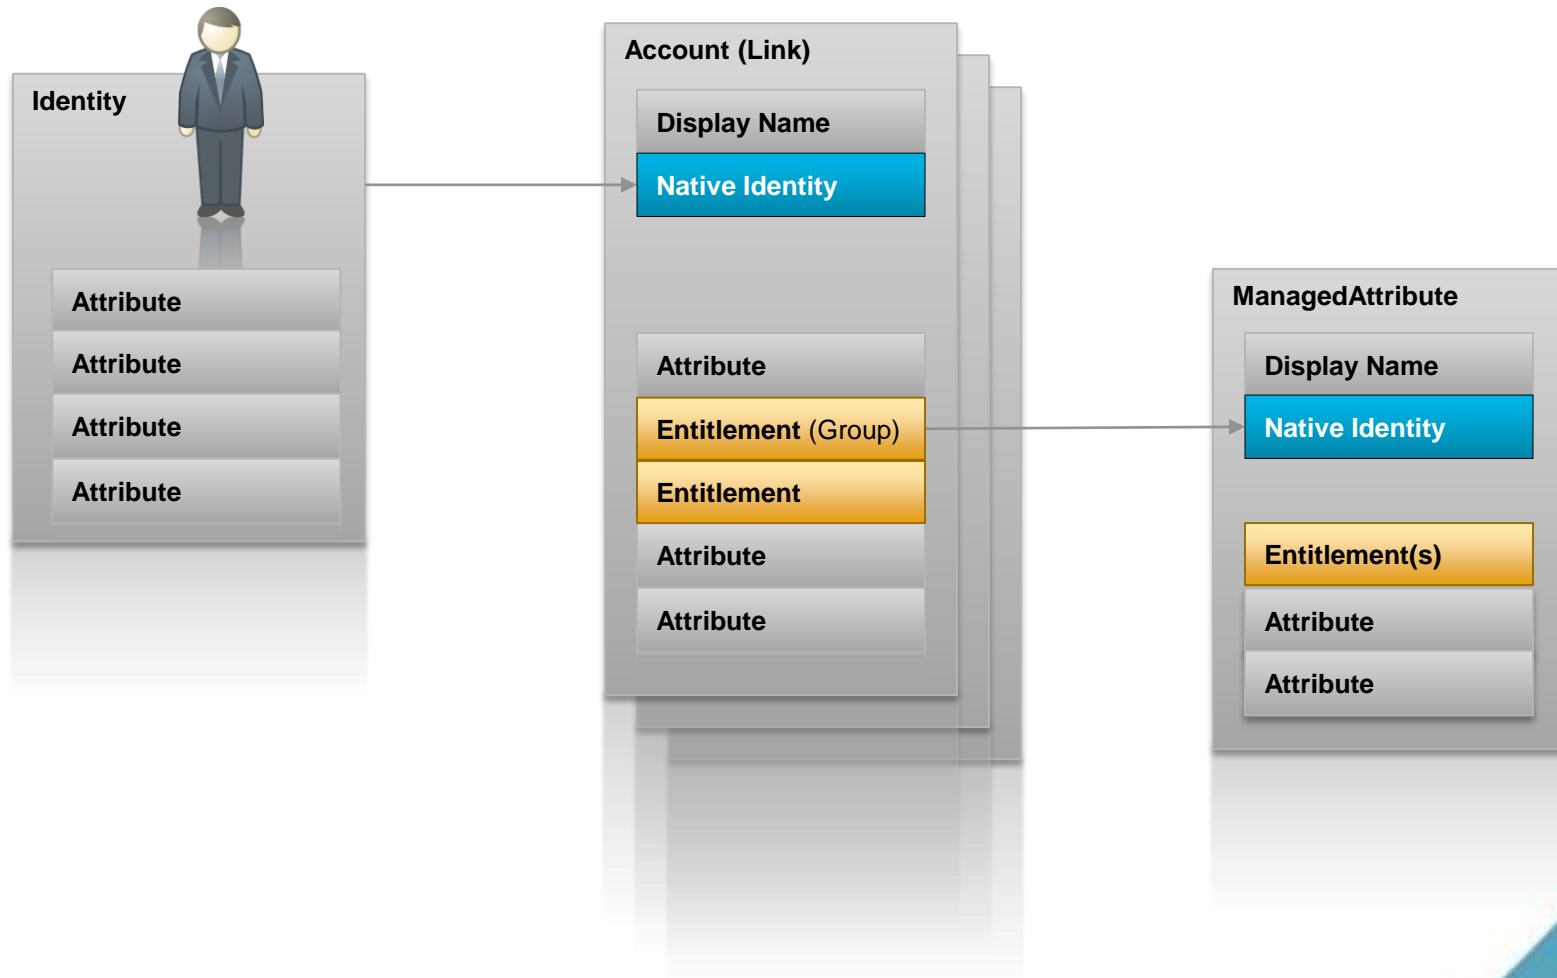 Identity
Attribute
Attribute
Attribute
Attribute
Account (Link)
Display Name
Native Identity
Attribute
Entitlement (Group)
Entitlement
Attribute
Attribute
ManagedAttribute
Display Name
Native Identity
Entitlement(s)
Attribute
Attribute